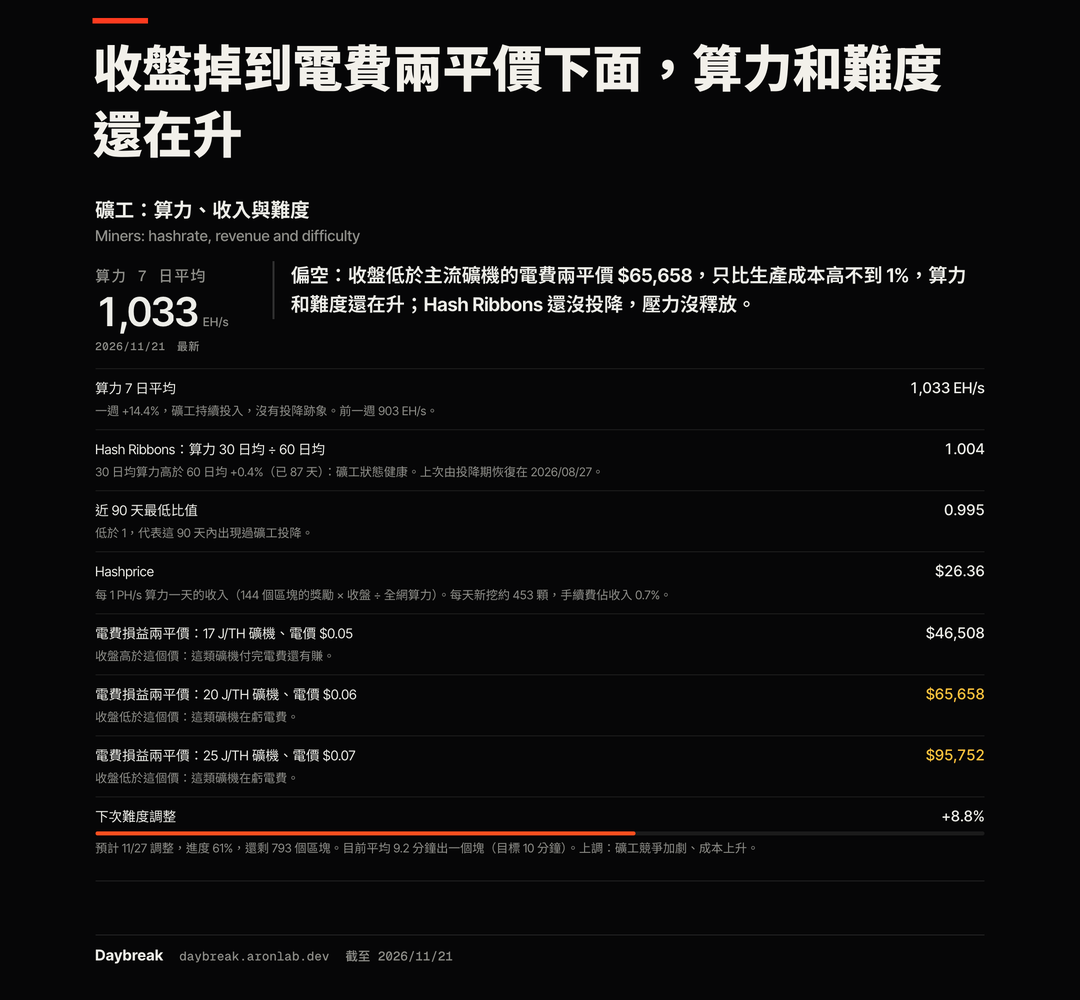 收盤掉到電費兩平價下面，算力和難度
還在升
礦工：算力、收入與難度
Miners: hashrate, revenue and difficulty
算力 7 日平均
1,033 EH/s
2026/11/21 最新
偏空：收盤低於主流礦機的電費兩平價 $65,658，只比生產成本高不到 1%，算力
和難度還在升；Hash Ribbons 還沒投降，壓力沒釋放。
算力 7 日平均 1,033 EH/s
一週 +14.4%，礦工持續投入，沒有投降跡象。前一週 903 EH/s。
Hash Ribbons：算力 30 日均 ÷ 60 日均 1.004
30 日均算力高於 60 日均 +0.4%（已 87 天）：礦工狀態健康。上次由投降期恢復在 2026/08/27。
近 90 天最低比值 0.995
低於 1，代表這 90 天內出現過礦工投降。
Hashprice $26.36
每 1 PH/s 算力一天的收入（144 個區塊的獎勵 × 收盤 ÷ 全網算力）。每天新挖約 453 顆，手續費佔收入 0.7%。
電費損益兩平價：17 J/TH 礦機、電價 $0.05 $46,508
收盤高於這個價：這類礦機付完電費還有賺。
電費損益兩平價：20 J/TH 礦機、電價 $0.06 $65,658
收盤低於這個價：這類礦機在虧電費。
電費損益兩平價：25 J/TH 礦機、電價 $0.07 $95,752
收盤低於這個價：這類礦機在虧電費。
下次難度調整 +8.8%
預計 11/27 調整，進度 61%，還剩 793 個區塊。目前平均 9.2 分鐘出一個塊（目標 10 分鐘）。上調：礦工競爭加劇、成本上升。
Daybreak daybreak.aronlab.dev 截至 2026/11/21